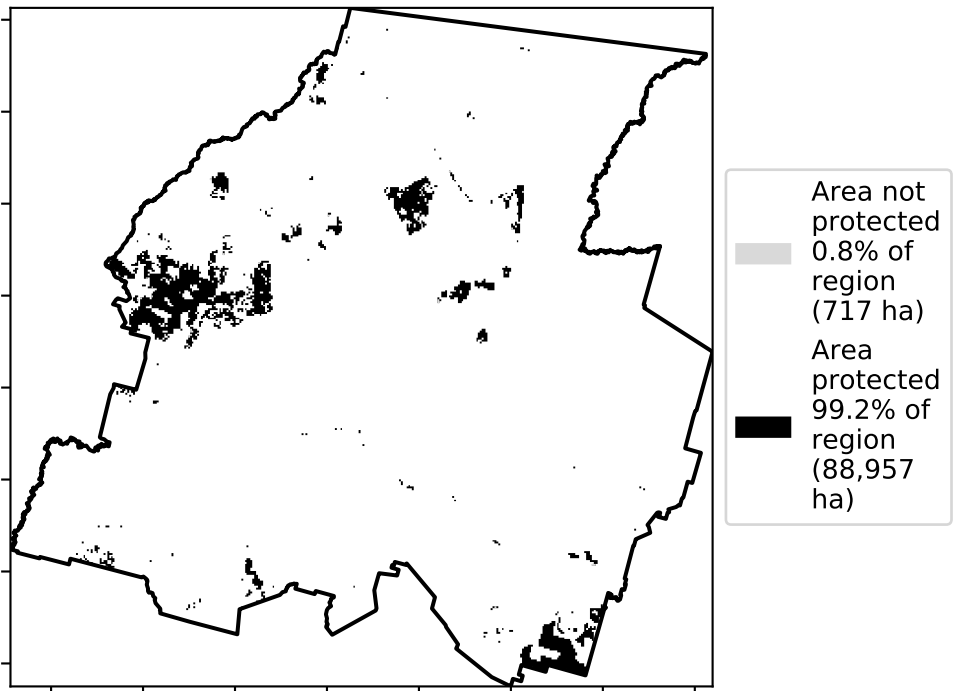 Area not
protected
0.8% of
region
(717 ha)
Area
protected
99.2% of
region
(88,957
ha)